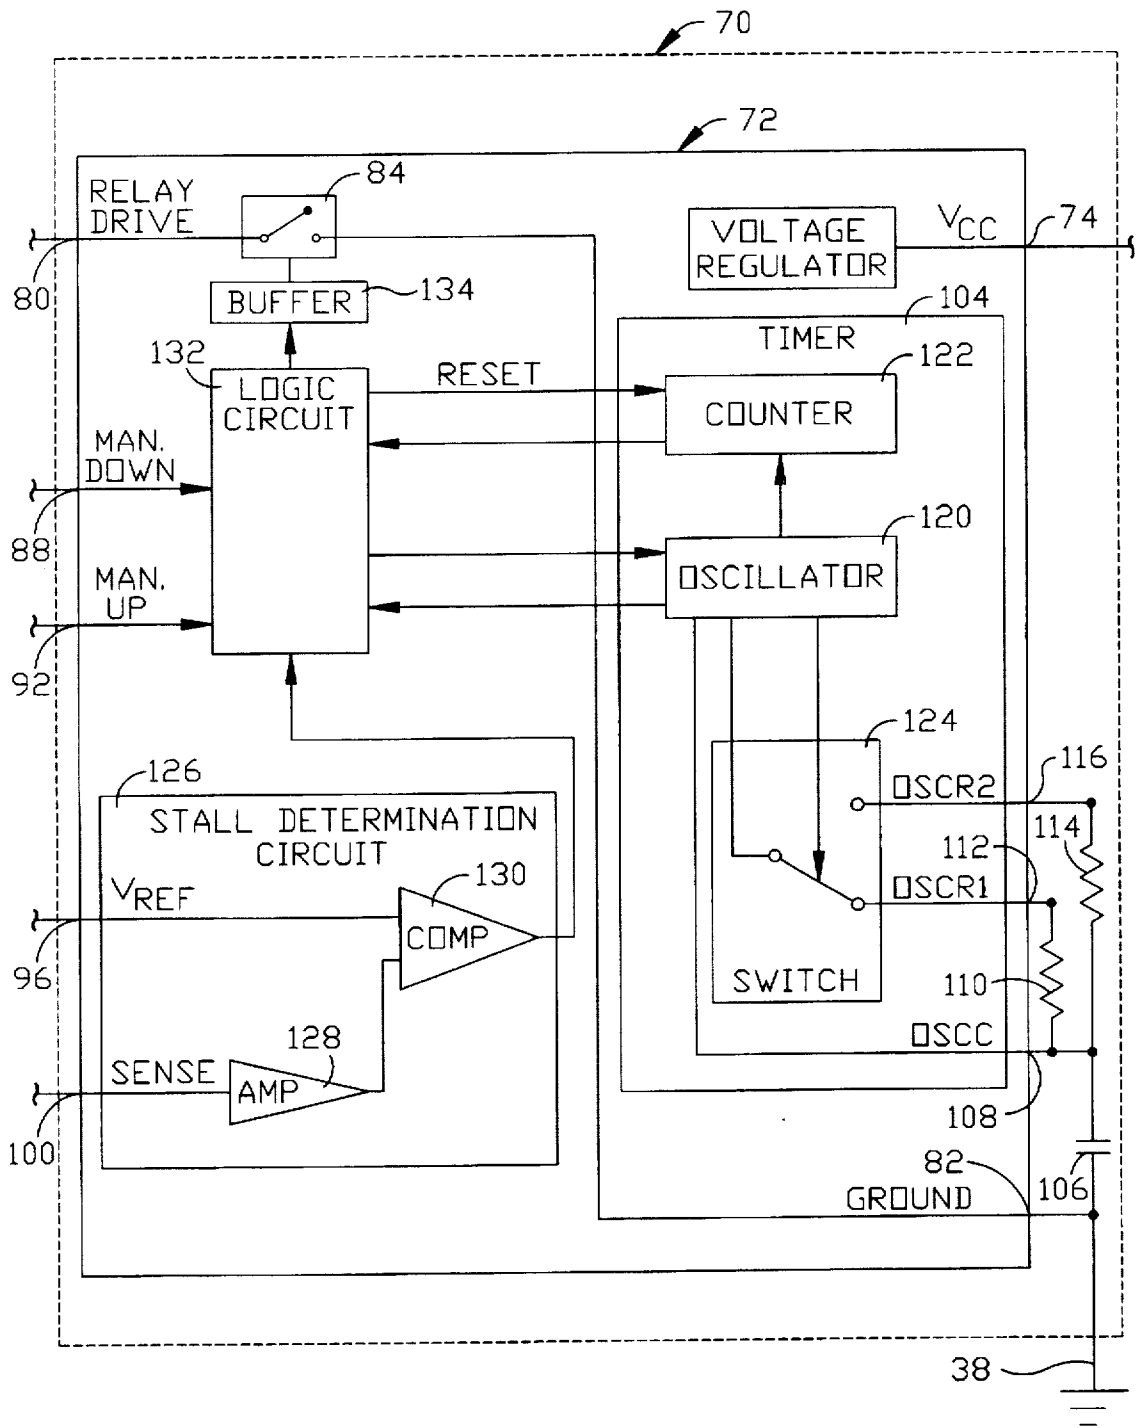 70
72
RELAY
DRIVE
84
80
VOLTAGE
REGULATOR
VCC
74
BUFFER
134
104
TIMER
132
LOGIC
CIRCUIT
RESET
122
COUNTER
MAN.
DOWN
88
120
OSCILLATOR
MAN.
UP
92
124
126
STALL DETERMINATION
CIRCUIT
OSCR2
116
114
VREF
130
COMP
96
OSCR1
112
SWITCH
110
OSCC
108
SENSE
128
AMP
100
106
82
GROUND
38